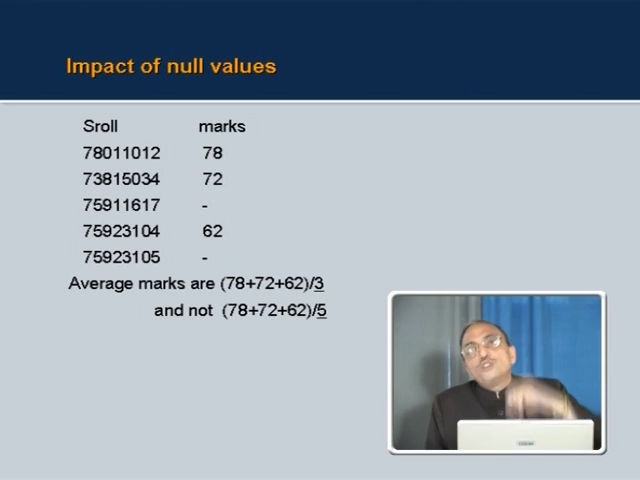 Impact of null values
Sroll marks
78011012 78
73815034 72
75911617 -
75923104 62
75923105 -
Average marks are (78+72+62)/3
and not (78+72+62)/5